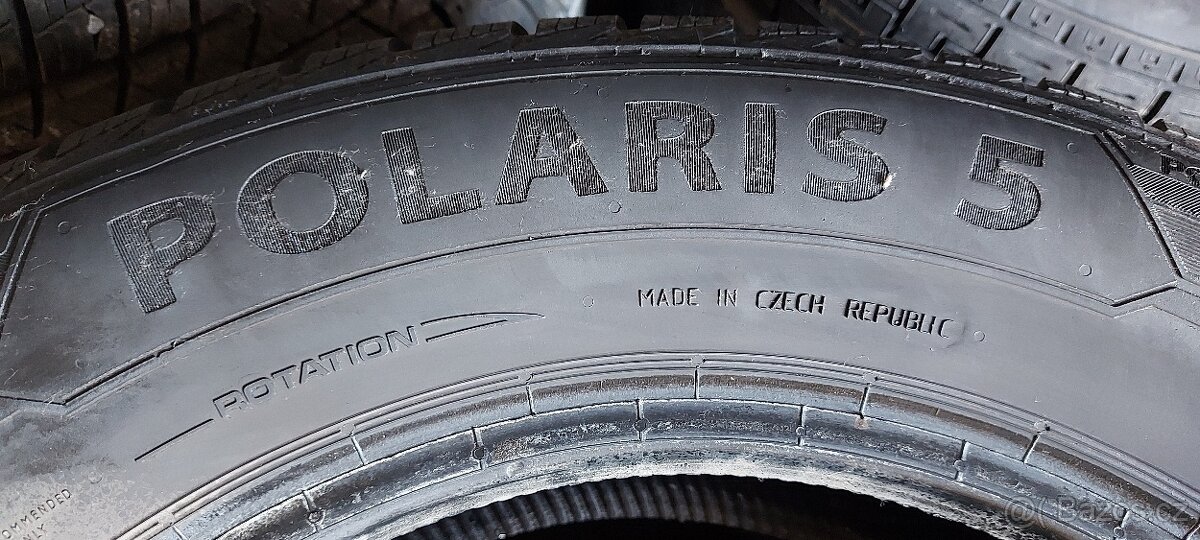 POLARIS 5
MADE IN CZECH REPUBLIC
ROTATION
Bazos.cz